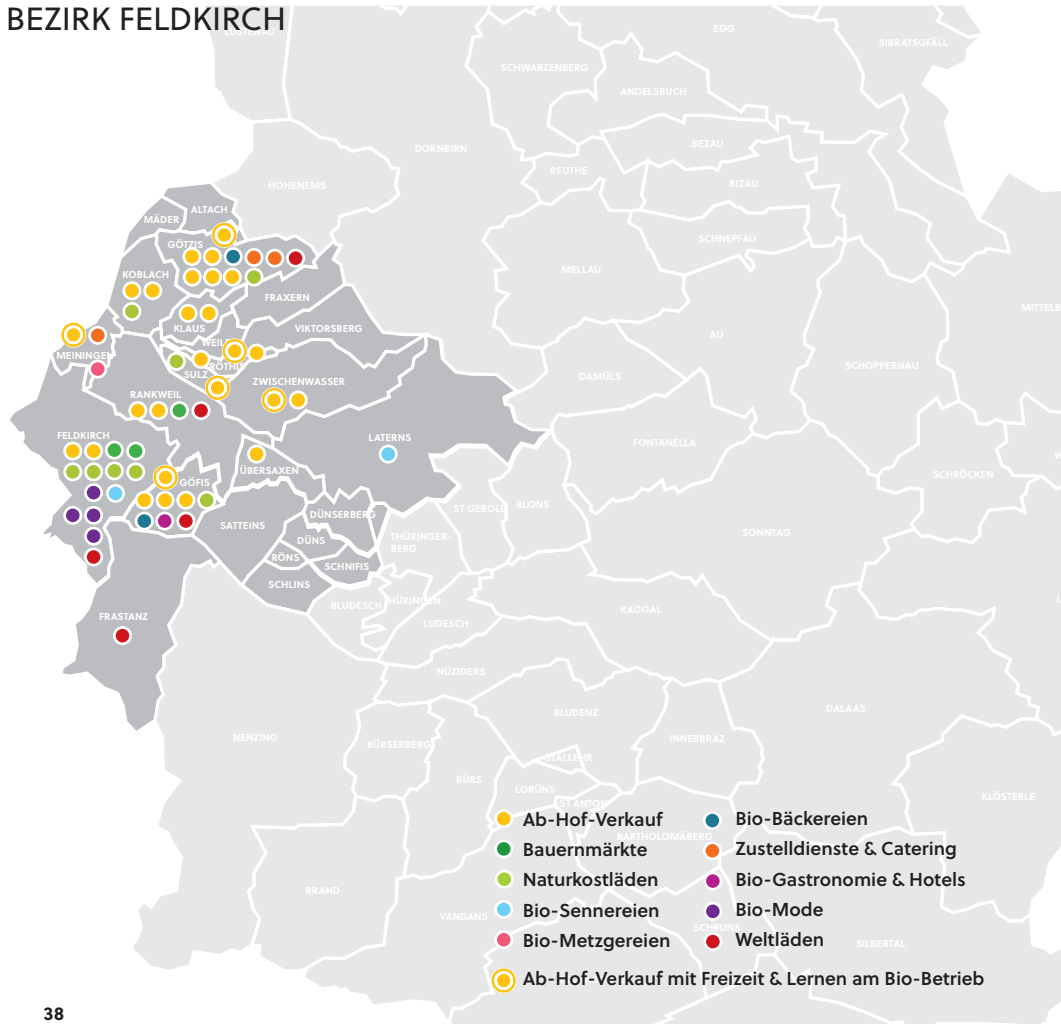 BEZIRK FELDKIRCH
LUSTENAU
EGG
SIBRATSGFÄLL
SCHWARZENBERG
ANDELSBUCH
DORNBIRN
BEZAU
REUTHE
BIZAU
HOHENEMS
ALTACH
MÄDER
SCHNEPFAU
GÖTZIS
MELLAU
KOBLACH
FRAXERN
MITTELB
KLAUS
VIKTORSBERG
AU
WEIL
MEININGEN
RÖTHIS
SULZ
SCHOPPERNAU
ZWISCHENWASSER
DAMÜLS
RANKWEIL
FELDKIRCH
LATERNS
FONTANELLA
ÜBERSAXEN
SCHRÖCKEN
GÖFIS
ST GEROLD
BLONS
DÜNSERBERG
SATTEINS
SONNTAG
THÜRINGER-
BERG
DÜNS
RÖNS
SCHNIFIS
SCHLINS
THÜRINGEN
BLUDESCH
RAGGAL
FRASTANZ
LUDESCH
NÜZIDERS
DALAAS
BLUDENZ
NENZING
BÜRSERBERG
INNERBRAZ
STALLEHR
BÜRS
LORÜNS
KLÖSTERLE
ST ANTON
BARTHOLOMÄBERG
BRAND
VANDANS
SCHRUNS
SILBERTAL
Ab-Hof-Verkauf
Bauernmärkte
Naturkostläden
Bio-Sennereien
Bio-Metzgereien
Bio-Bäckereien
Zustelldienste & Catering
Bio-Gastronomie & Hotels
Bio-Mode
Weltläden
Ab-Hof-Verkauf mit Freizeit & Lernen am Bio-Betrieb
38